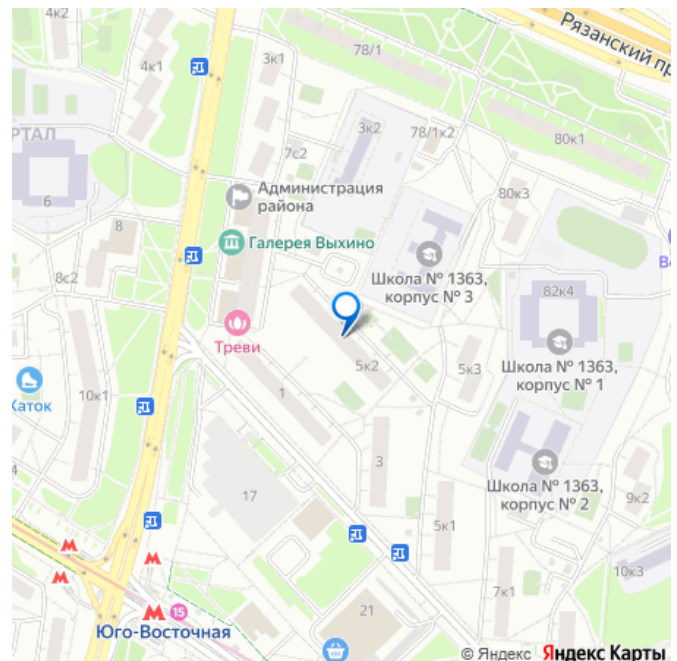 Рязанский пр
78/1
4к1
3к1
РТАЛ
3к2
78/1к2
80к1
7с2
Администрация
района
80к3
6
8
Галерея Выхино
Школа № 1363,
корпус № 3
8с2
82к4
Треви
5к2
5к3
Школа № 1363,
корпус № 1
Каток
10к1
1
4
3
Школа № 1363,
корпус № 2
17
5к1
9к2
10к3
7к1
21
15
Юго-Восточная
© Яндекс Яндекс Карты